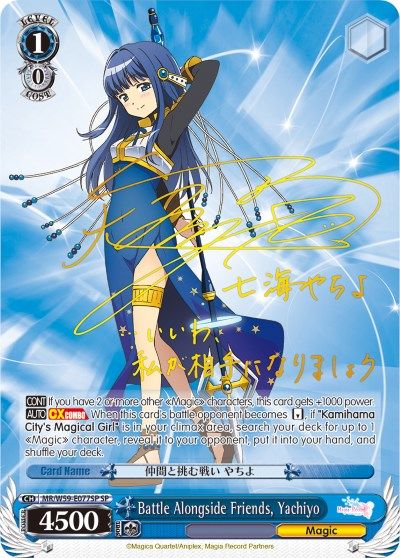 LEVEL
1
0
COST
七海やちよ
いいわ、
私が相手になりましょう
CONT If you have 2 or more other «Magic» characters, this card gets +1000 power.
AUTO CX COMBO When this card's battle opponent becomes [▼], if "Kamihama
City's Magical Girl" is in your climax area, search your deck for up to 1
«Magic» character, reveal it to your opponent, put it into your hand, and
shuffle your deck.
Card Name 仲間と挑む戦い やちよ
CH MR/W59-E077SP SP
4500
Battle Alongside Friends, Yachiyo
Magic
©Magica Quartet/Aniplex, Magia Record Partners